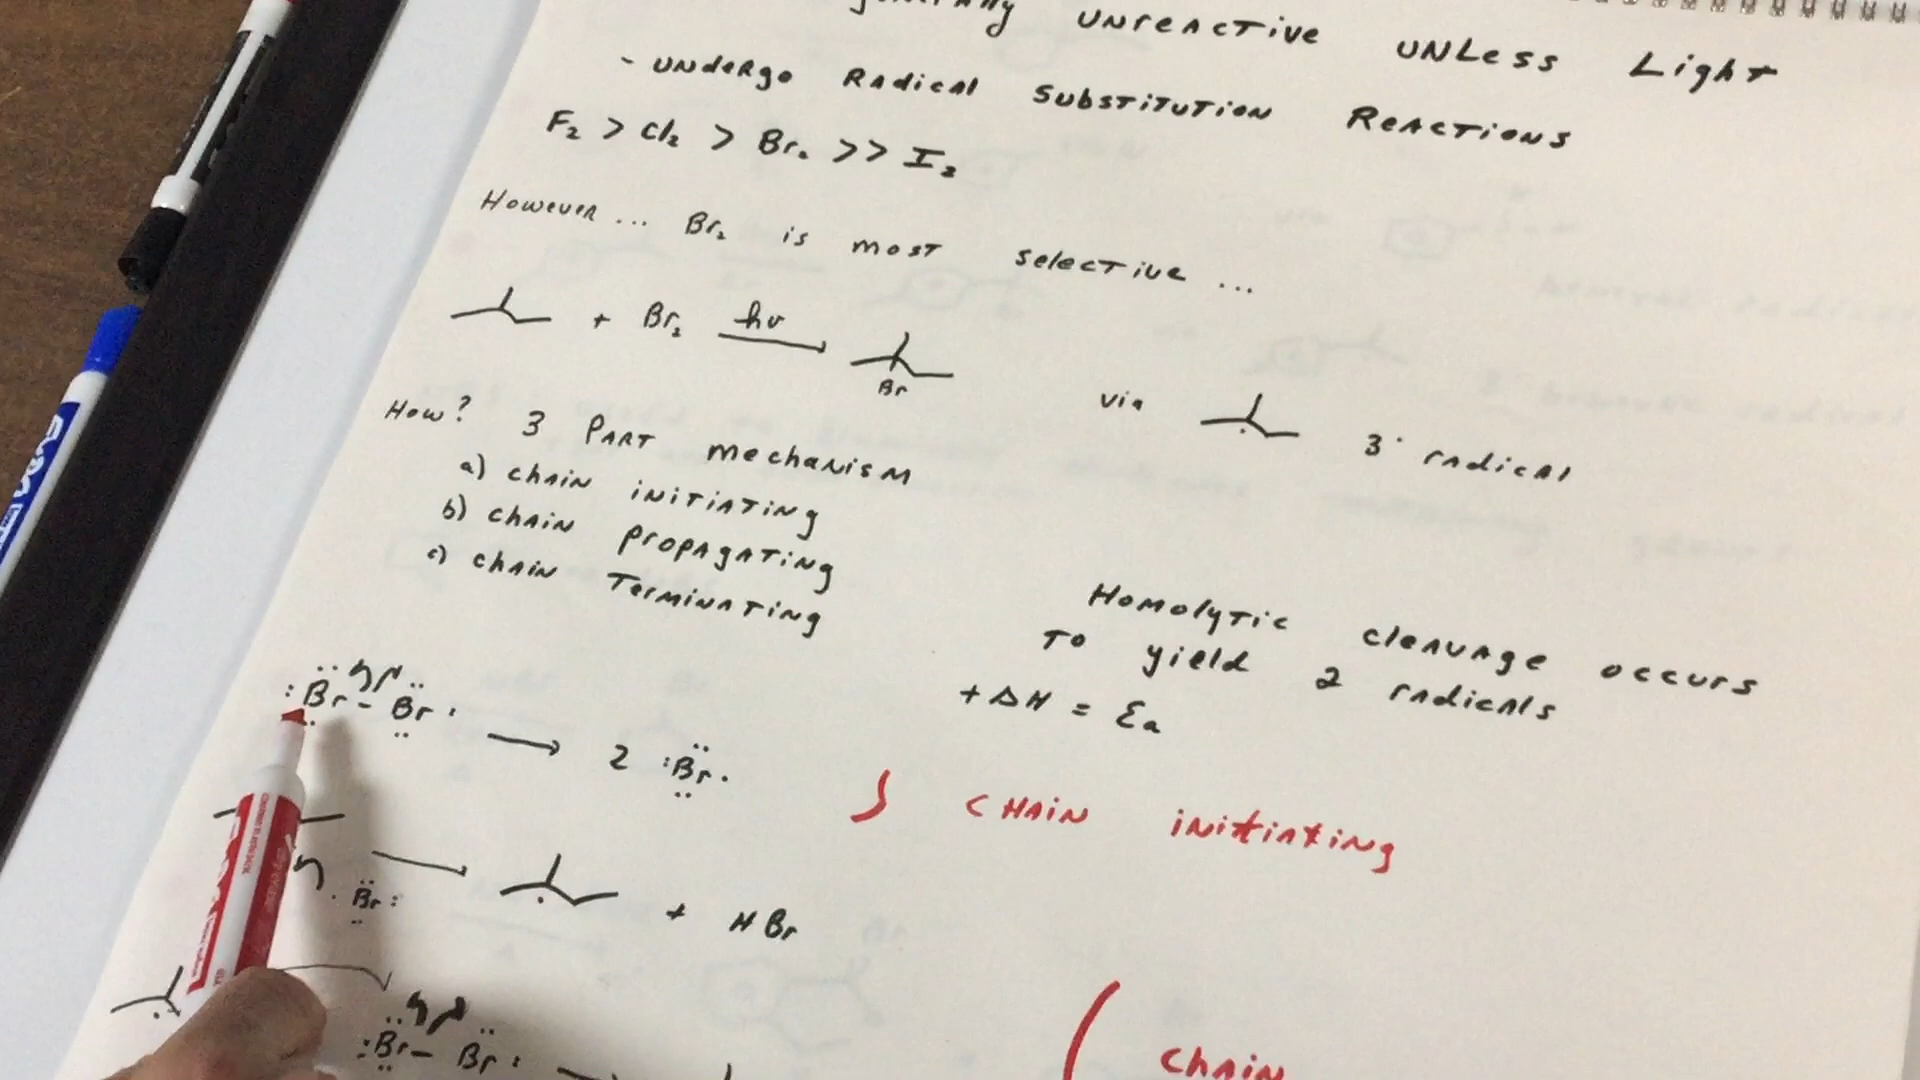 UNreactive UNLess Light
- UNdergo Radical Substitution Reactions
F₂ > Cl₂ > Br₂ >> I₂
However ... Br₂ is most selective ...
+ Br₂ hν
Br
via 3° radical
How? 3 Part mechanism
a) chain initiating
b) chain propagating
c) chain Terminating
Homolytic cleavage occurs
To yield 2 radicals
+ΔH = Ea
:Br-Br: → 2 :Br·
CHAIN initiating
·Br: → + HBr
:Br-Br: →
Chain
EXPO